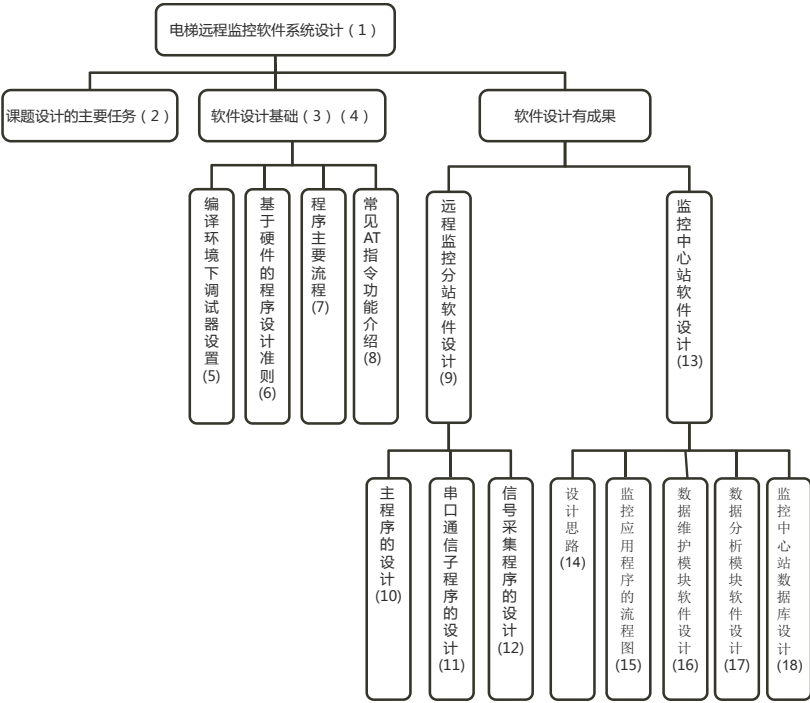 电梯远程监控软件系统设计（1）
课题设计的主要任务（2）
软件设计基础（3）（4）
软件设计有成果
编译环境下调试器设置(5)
基于硬件的程序设计准则(6)
程序主要流程(7)
常见AT指令功能介绍(8)
远程监控分站软件设计(9)
监控中心站软件设计(13)
主程序的设计(10)
串口通信子程序的设计(11)
信号采集程序的设计(12)
设计思路(14)
监控应用程序的流程图(15)
数据维护模块软件设计(16)
数据分析模块软件设计(17)
监控中心站数据库设计(18)